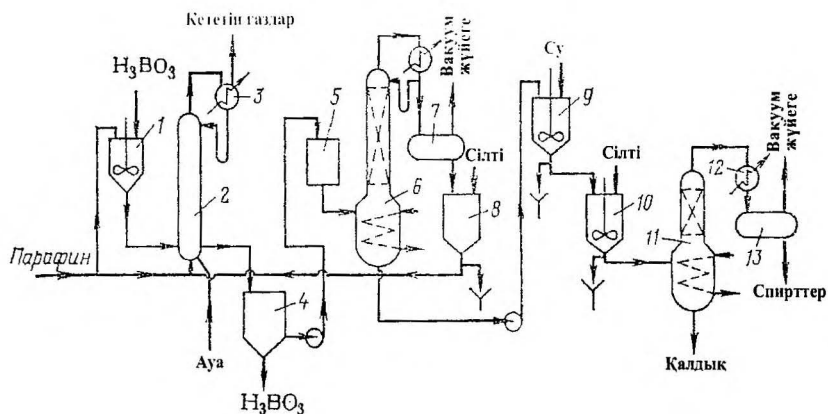 Кететін газдар
H₃BO₃
1
2
3
Парафин
Ауа
4
H₃BO₃
5
6
7
Вакуум жүйеге
Сілті
8
Су
9
Сілті
10
11
12
Вакуум жүйеге
13
Спирттер
Қалдық